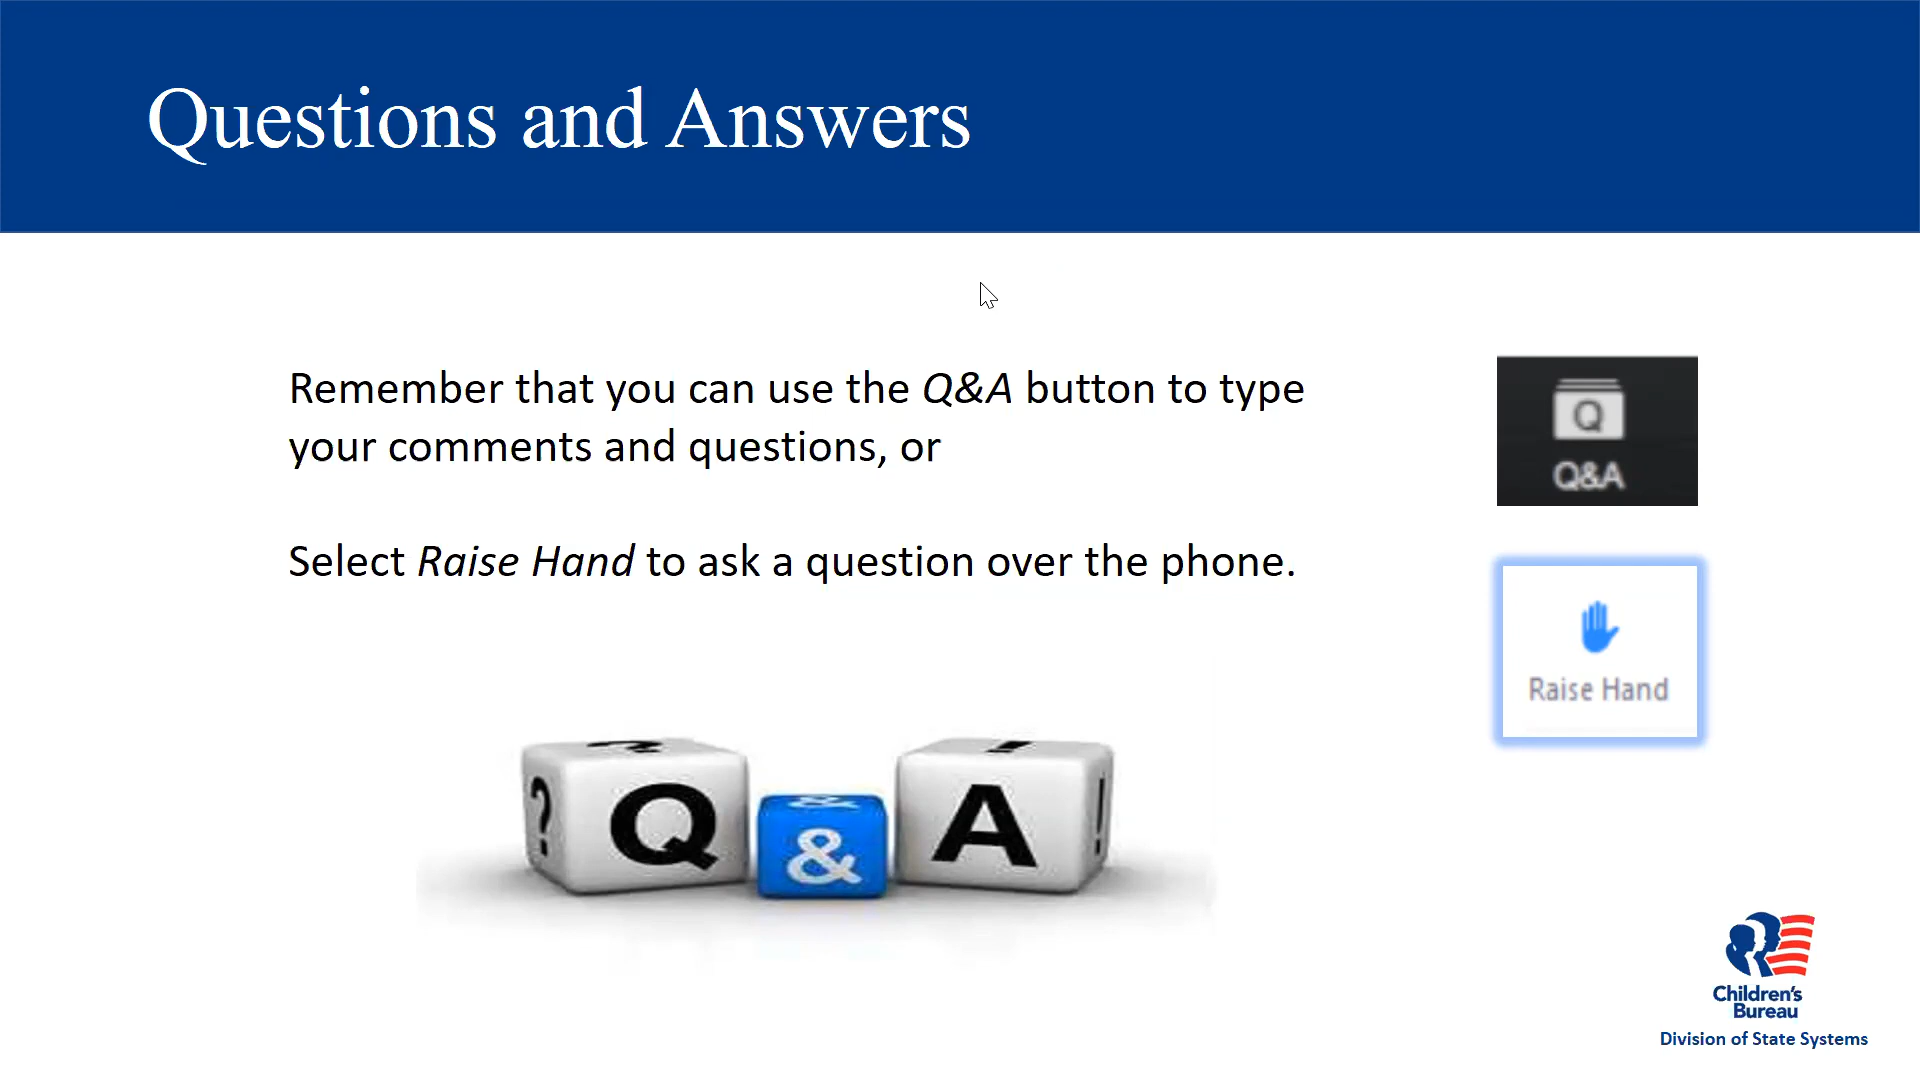 Questions and Answers
Remember that you can use the Q&A button to type
your comments and questions, or
Select Raise Hand to ask a question over the phone.
Q
Q&A
Raise Hand
? ! 
? Q & & A !
Children's
Bureau
Division of State Systems